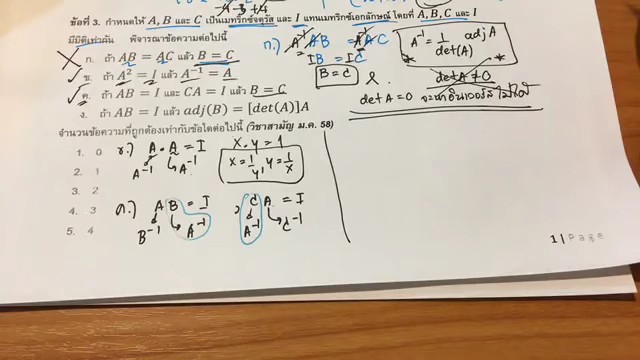 ข้อที่ 3. กำหนดให้ A, B และ C เป็นเมทริกซ์จัตุรัส และ I แทนเมทริกซ์เอกลักษณ์ โดยที่ A, B, C และ I
มีมิติเท่ากัน พิจารณาข้อความต่อไปนี้
ก. ถ้า AB = AC แล้ว B = C
ข. ถ้า A² = I แล้ว A⁻¹ = A
ค. ถ้า AB = I และ CA = I แล้ว B = C
ง. ถ้า AB = I แล้ว adj(B) = [det(A)]A
จำนวนข้อความที่ถูกต้องเท่ากับข้อใดต่อไปนี้ (วิชาสามัญ ม.ค. 58)
1. 0
2. 1
3. 2
4. 3
5. 4
ก.) A⁻¹AB = A⁻¹AC
IB = IC
B = C
A⁻¹ = 1/det(A) adj A
det A ≠ 0
det A = 0 จะหาอินเวอร์สไม่ได้
ข.) A · A = I
A⁻¹ A⁻¹
x · y = 1
x = 1/y, y = 1/x
ค.) AB = I
B⁻¹ A⁻¹
CA = I
A⁻¹ C⁻¹
1 | Page